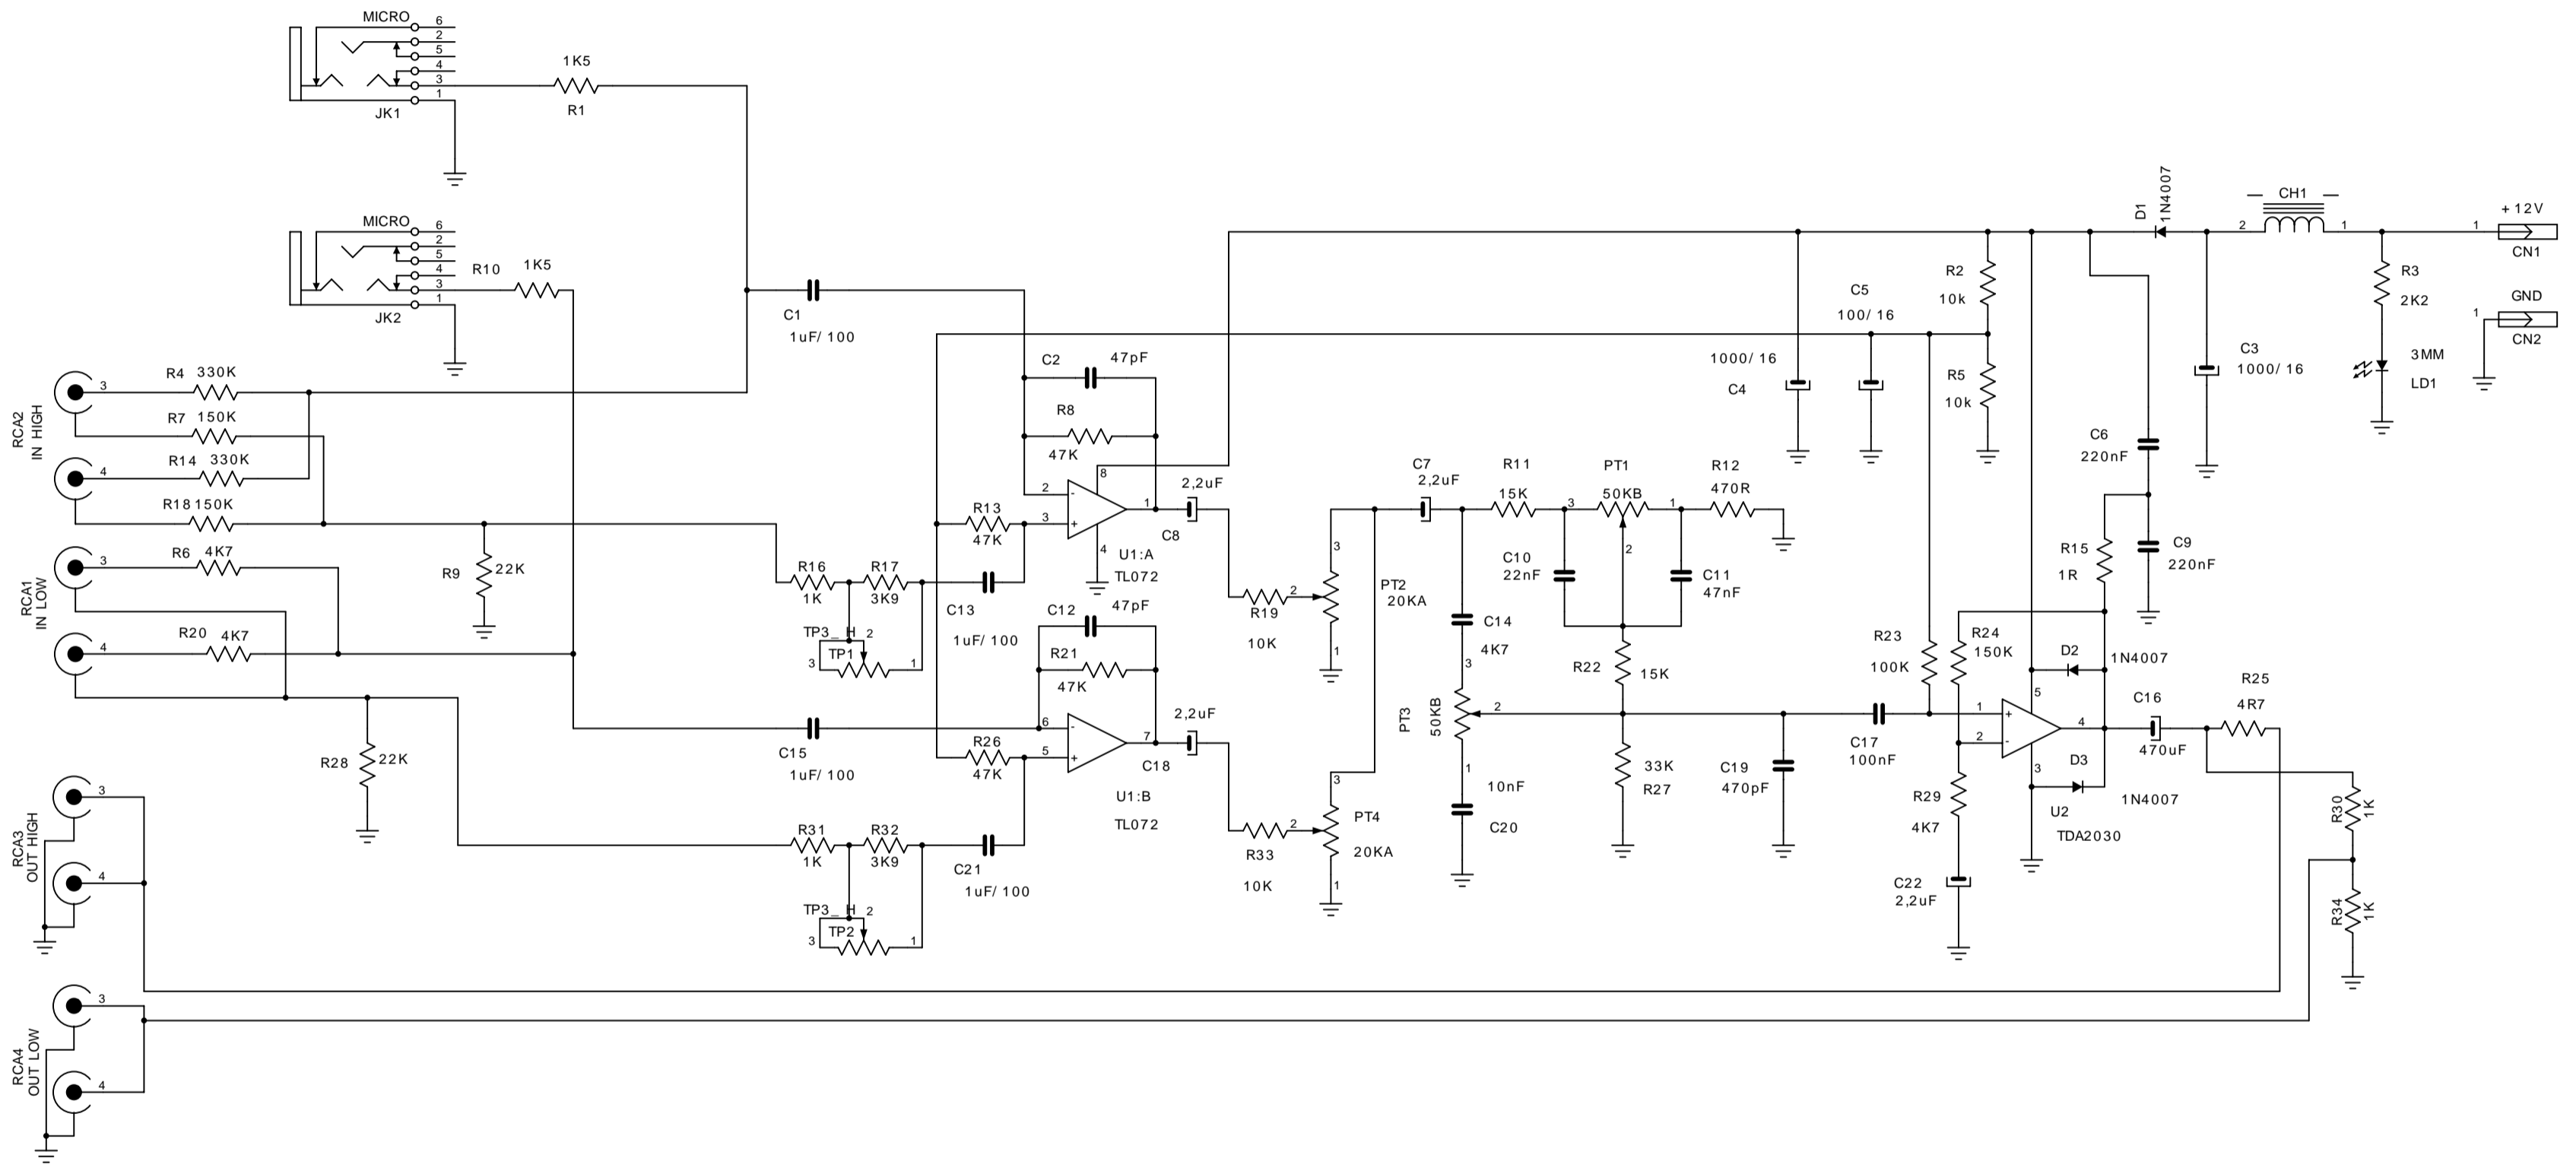 MICRO
6
2
5
4
3
1
JK1
1K5
R1
MICRO
6
2
5
4
3
1
JK2
R10
1K5
RCA2
IN HIGH
3
R4 330K
R7 150K
4
R14 330K
R18 150K
RCA1
IN LOW
3
R6 4K7
4
R20 4K7
R9
22K
R28
22K
RCA3
OUT HIGH
3
4
RCA4
OUT LOW
3
4
C1
1uF/100
C2
47pF
R8
47K
R13
47K
2
-
3
+
8
1
4
U1:A
TL072
C8
2,2uF
R16
1K
R17
3K9
TP3_H
2
TP1
3
1
C13
1uF/100
C12
47pF
R21
47K
C15
1uF/100
6
-
5
+
7
R26
47K
U1:B
TL072
C18
2,2uF
R31
1K
R32
3K9
TP3_H
2
TP2
3
1
C21
1uF/100
R19
10K
2
3
1
PT2
20KA
R33
10K
2
3
1
PT4
20KA
C7
2,2uF
R11
15K
3
PT1
50KB
2
1
R12
470R
C10
22nF
C11
47nF
C14
4K7
3
PT3
50KB
2
1
10nF
C20
R22
15K
33K
R27
C19
470pF
C17
100nF
1000/16
C4
C5
100/16
R2
10k
R5
10k
R23
100K
R24
150K
R29
4K7
C22
2,2uF
1
+
2
-
5
4
3
U2
TDA2030
D2
1N4007
D3
1N4007
R15
1R
C6
220nF
C9
220nF
C16
470uF
R25
4R7
R30
1K
R34
1K
D1
1N4007
C3
1000/16
2
CH1
1
R3
2K2
3MM
LD1
+12V
1
CN1
GND
1
CN2